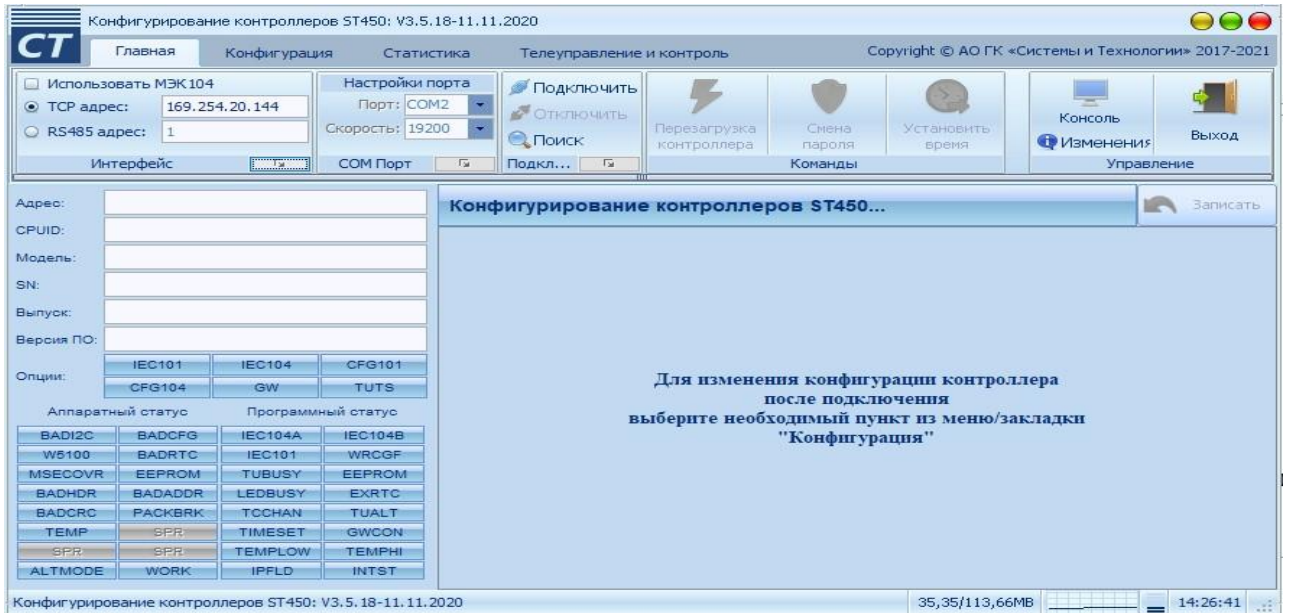 Конфигурирование контроллеров ST450: V3.5.18-11.11.2020
СТ
Главная Конфигурация Статистика Телеуправление и контроль Copyright © АО ГК «Системы и Технологии» 2017-2021
Использовать МЭК104
TCP адрес: 169.254.20.144
RS485 адрес: 1
Интерфейс
Настройки порта
Порт: COM2
Скорость: 19200
COM Порт
Подключить
Отключить
Поиск
Подкл...
Перезагрузка контроллера
Смена пароля
Установить время
Команды
Консоль
Изменения
Выход
Управление
Адрес:
CPUID:
Модель:
SN:
Выпуск:
Версия ПО:
Опции:
IEC101 IEC104 CFG101
CFG104 GW TUTS
Аппаратный статус Программный статус
BADI2C BADCFG IEC104A IEC104B
W5100 BADRTC IEC101 WRCGF
MSECOVR EEPROM TUBUSY EEPROM
BADHDR BADADDR LEDBUSY EXRTC
BADCRC PACKBRK TCCHAN TUALT
TEMP SPR TIMESET GWCON
SPR SPR TEMPLOW TEMPHI
ALTMODE WORK IPFLD INTST
Конфигурирование контроллеров ST450...
Записать
Для изменения конфигурации контроллера
после подключения
выберите необходимый пункт из меню/закладки
"Конфигурация"
Конфигурирование контроллеров ST450: V3.5.18-11.11.2020
35,35/113,66MB
14:26:41